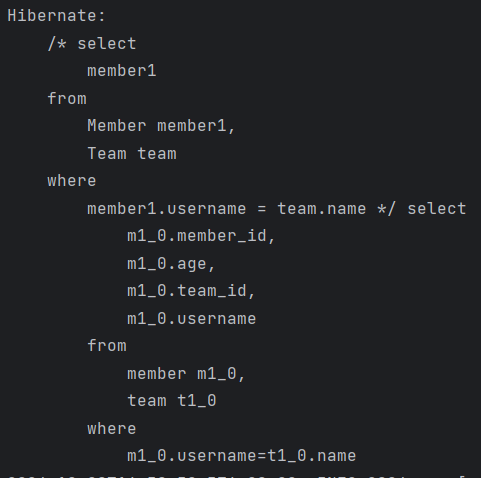 Hibernate:
/* select
member1
from
Member member1,
Team team
where
member1.username = team.name */ select
m1_0.member_id,
m1_0.age,
m1_0.team_id,
m1_0.username
from
member m1_0,
team t1_0
where
m1_0.username=t1_0.name